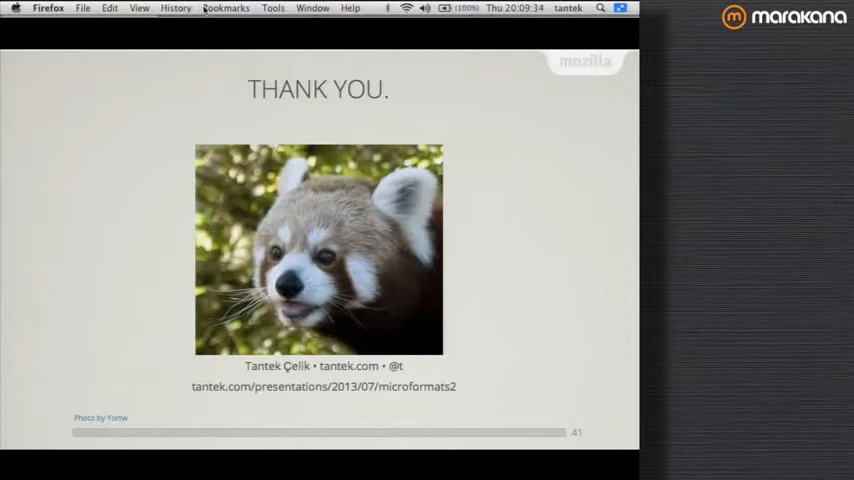 Firefox File Edit View History Bookmarks Tools Window Help (100%) Thu 20:09:34 tantek
marakana
mozilla
THANK YOU.
Tantek Çelik • tantek.com • @t
tantek.com/presentations/2013/07/microformats2
Photo by Yortw
41